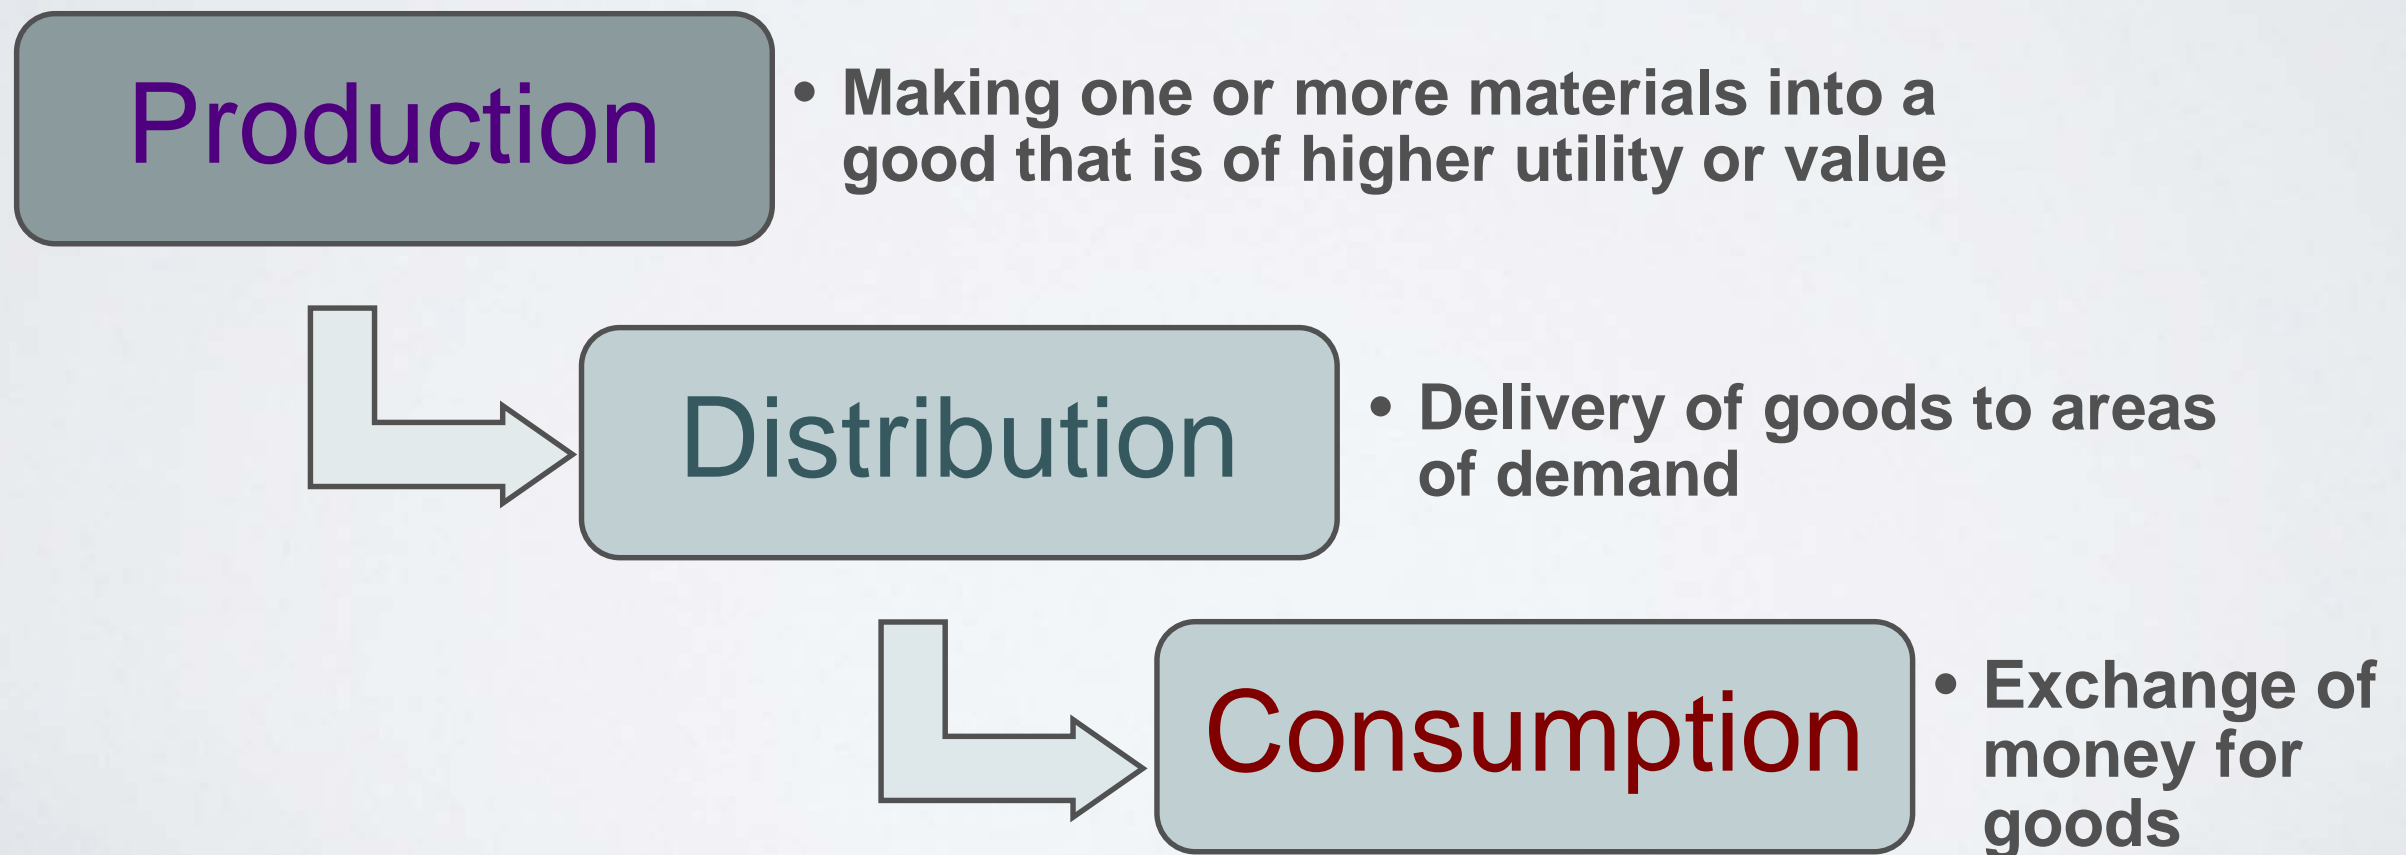 Production
• Making one or more materials into a
good that is of higher utility or value
Distribution
• Delivery of goods to areas
of demand
Consumption
• Exchange of
money for
goods